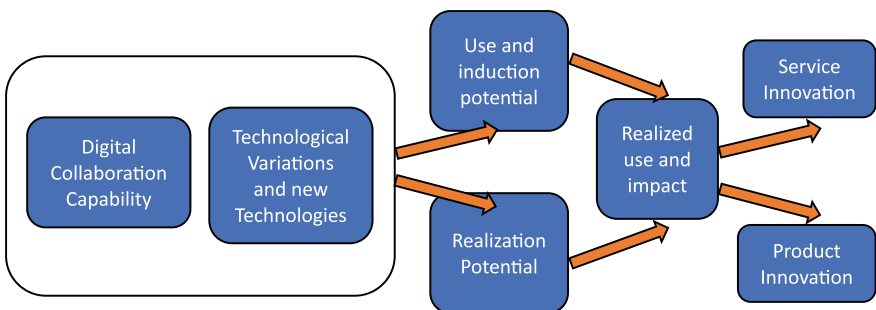 Digital
Collaboration
Capability
Technological
Variations
and new
Technologies
Use and
induction
potential
Realization
Potential
Realized
use and
impact
Service
Innovation
Product
Innovation